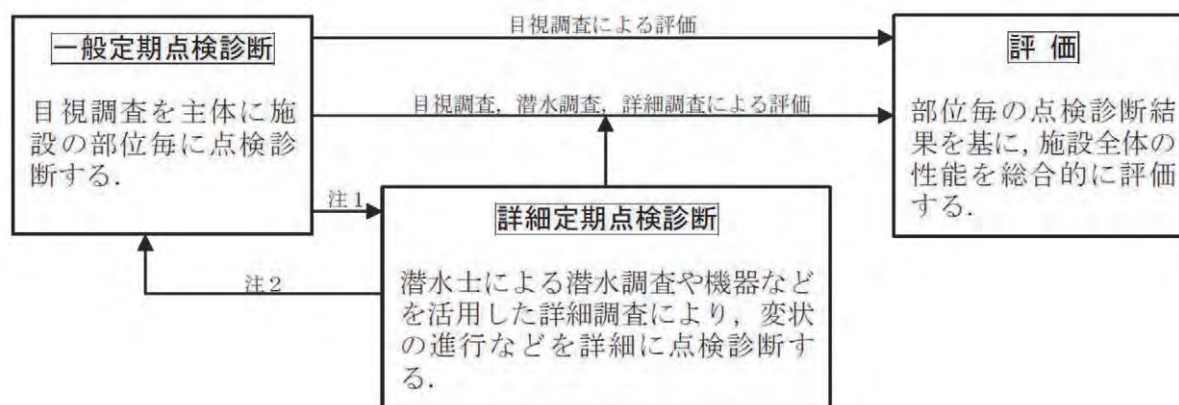 一般定期点検診断
目視調査を主体に施
設の部位毎に点検診
断する.
目視調査による評価
目視調査，潜水調査，詳細調査による評価
注1
注2
詳細定期点検診断
潜水士による潜水調査や機器など
を活用した詳細調査により，変状
の進行などを詳細に点検診断す
る.
評 価
部位毎の点検診断結
果を基に，施設全体の
性能を総合的に評価
する.